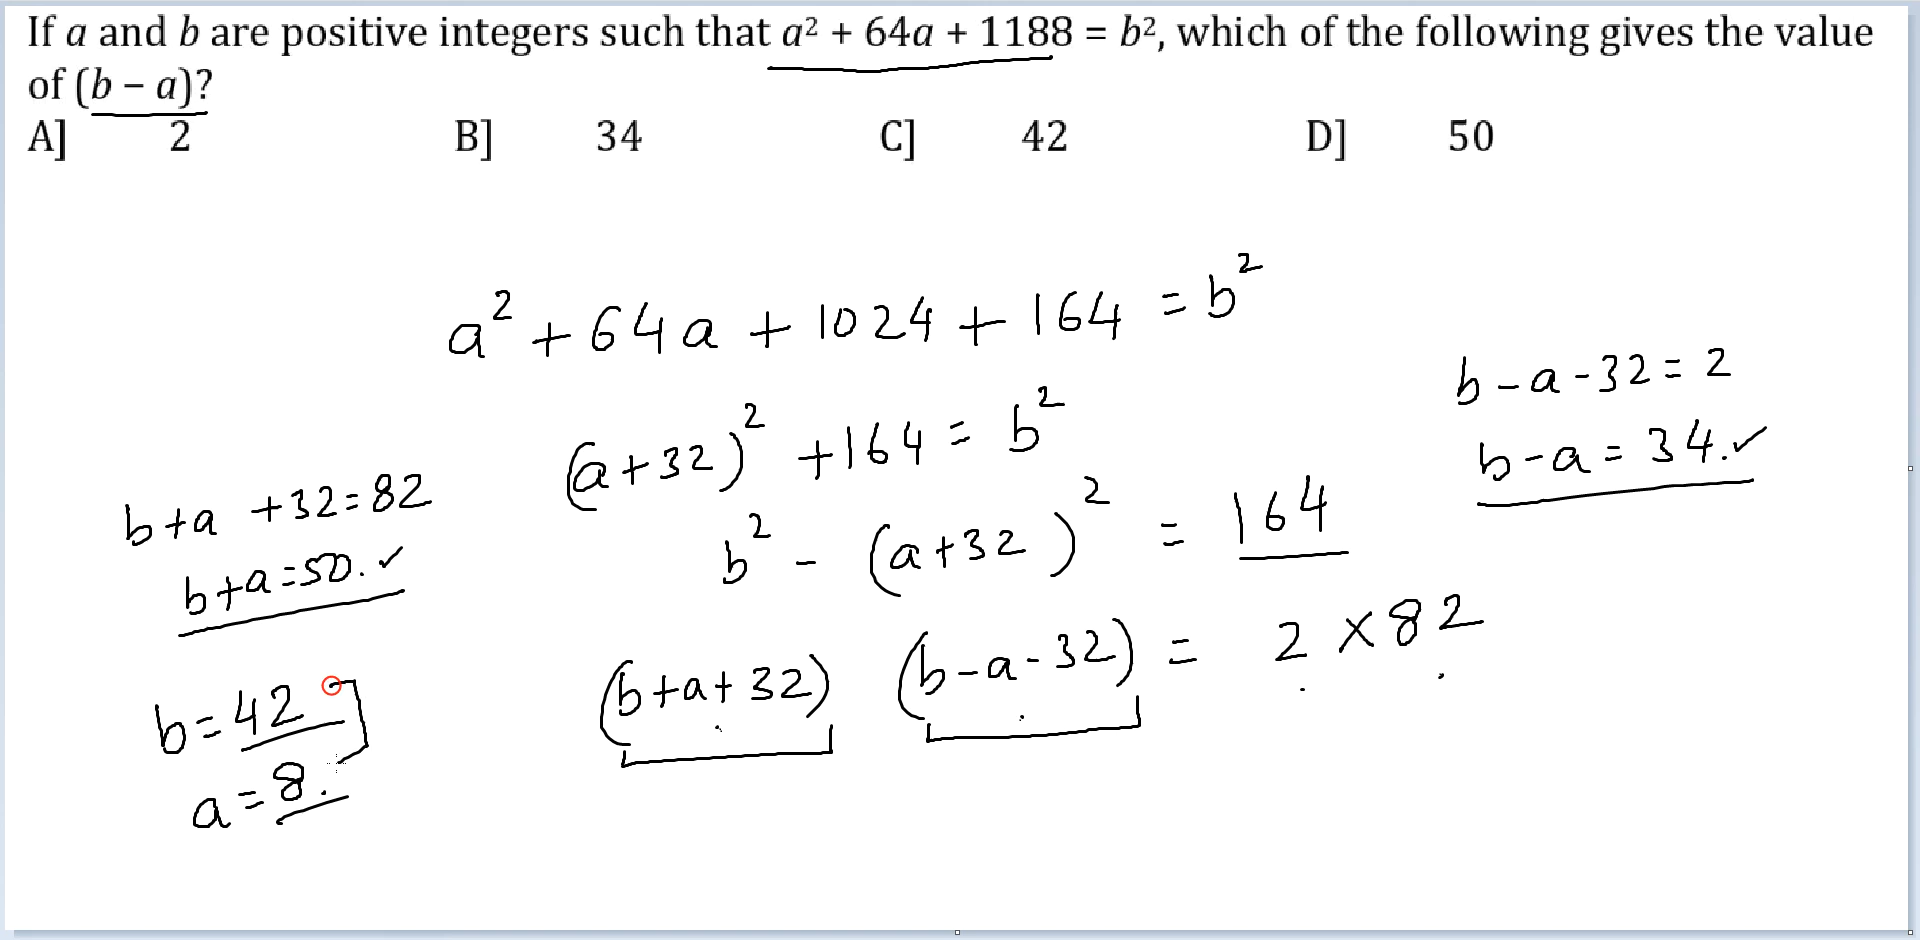 If a and b are positive integers such that a² + 64a + 1188 = b², which of the following gives the value
of (b – a)?
A] 2 B] 34 C] 42 D] 50
a² + 64a + 1024 + 164 = b²
(a+32)² + 164 = b²
b² - (a+32)² = 164
(b+a+32) (b-a-32) = 2 × 82
b-a-32 = 2
b-a = 34.✓
b+a +32=82
b+a=50.✓
b=42
a=8.